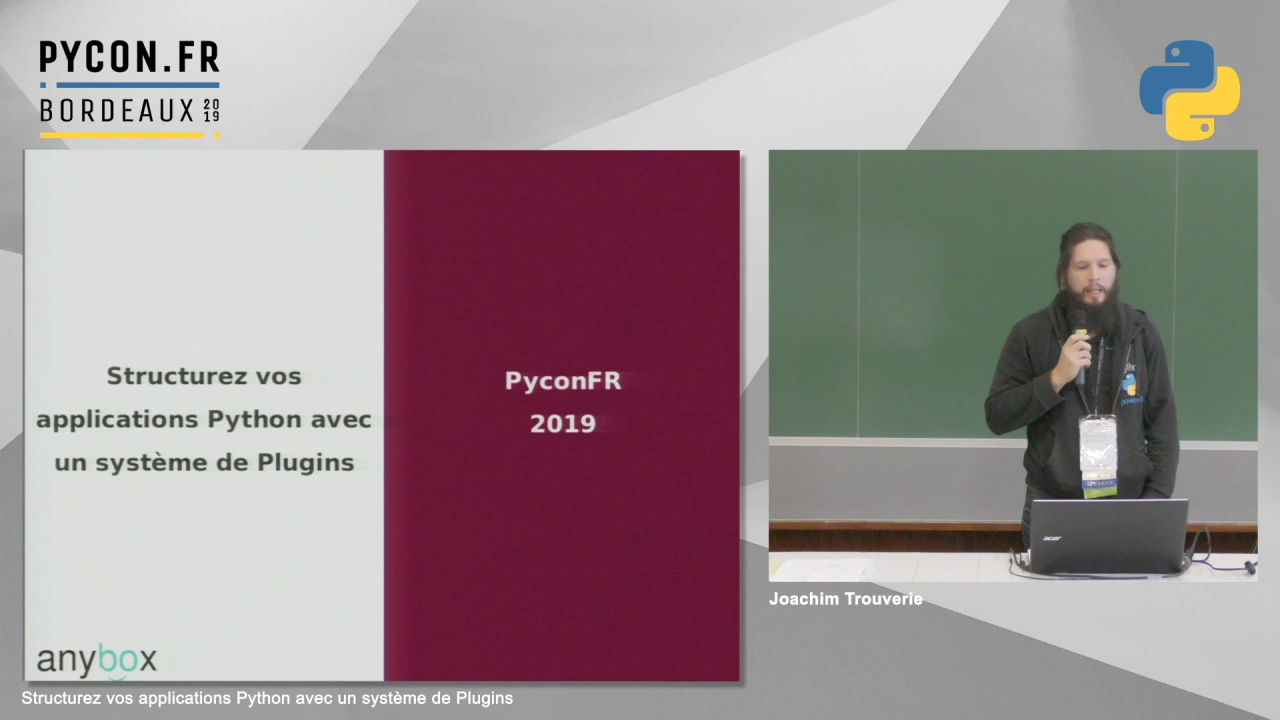 PYCON.FR
BORDEAUX 2019
Structurez vos
applications Python avec
un système de Plugins
PyconFR
2019
anybox
acer
Joachim Trouverie
Structurez vos applications Python avec un système de Plugins